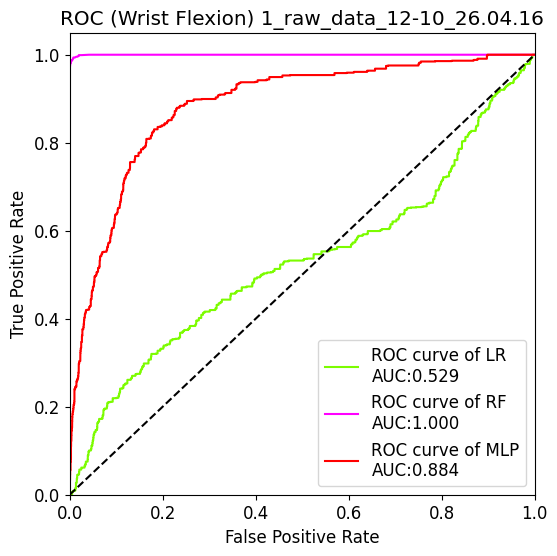 ROC (Wrist Flexion) 1_raw_data_12-10_26.04.16
1.0
0.8
0.6
0.4
0.2
0.0
True Positive Rate
ROC curve of LR
AUC:0.529
ROC curve of RF
AUC:1.000
ROC curve of MLP
AUC:0.884
0.0 0.2 0.4 0.6 0.8 1.0
False Positive Rate